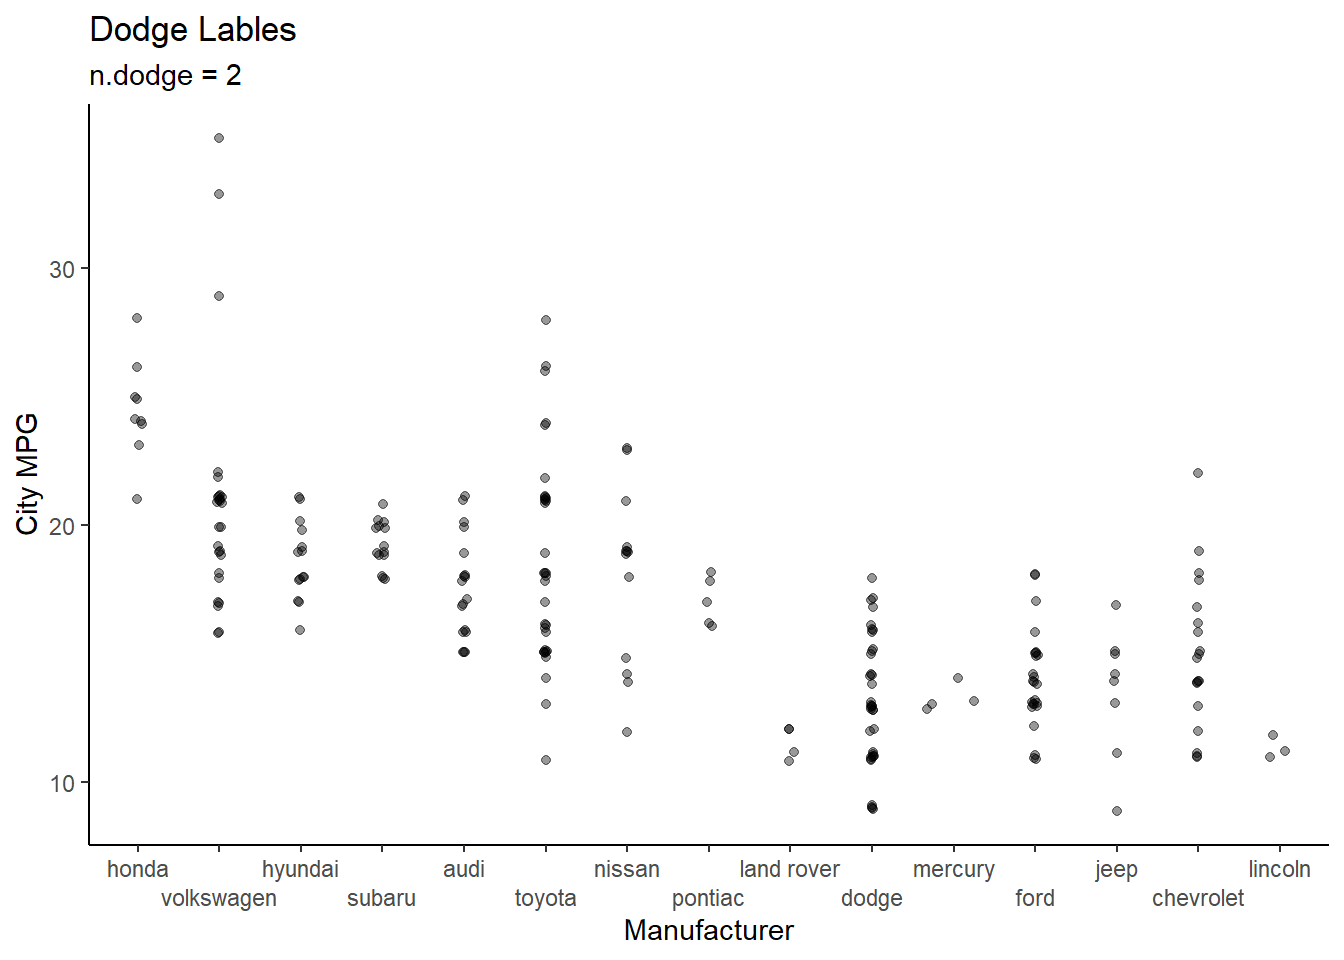 Dodge Lables
n.dodge = 2
City MPG
30
20
10
honda hyundai audi nissan land rover mercury jeep lincoln
volkswagen subaru toyota pontiac dodge ford chevrolet
Manufacturer